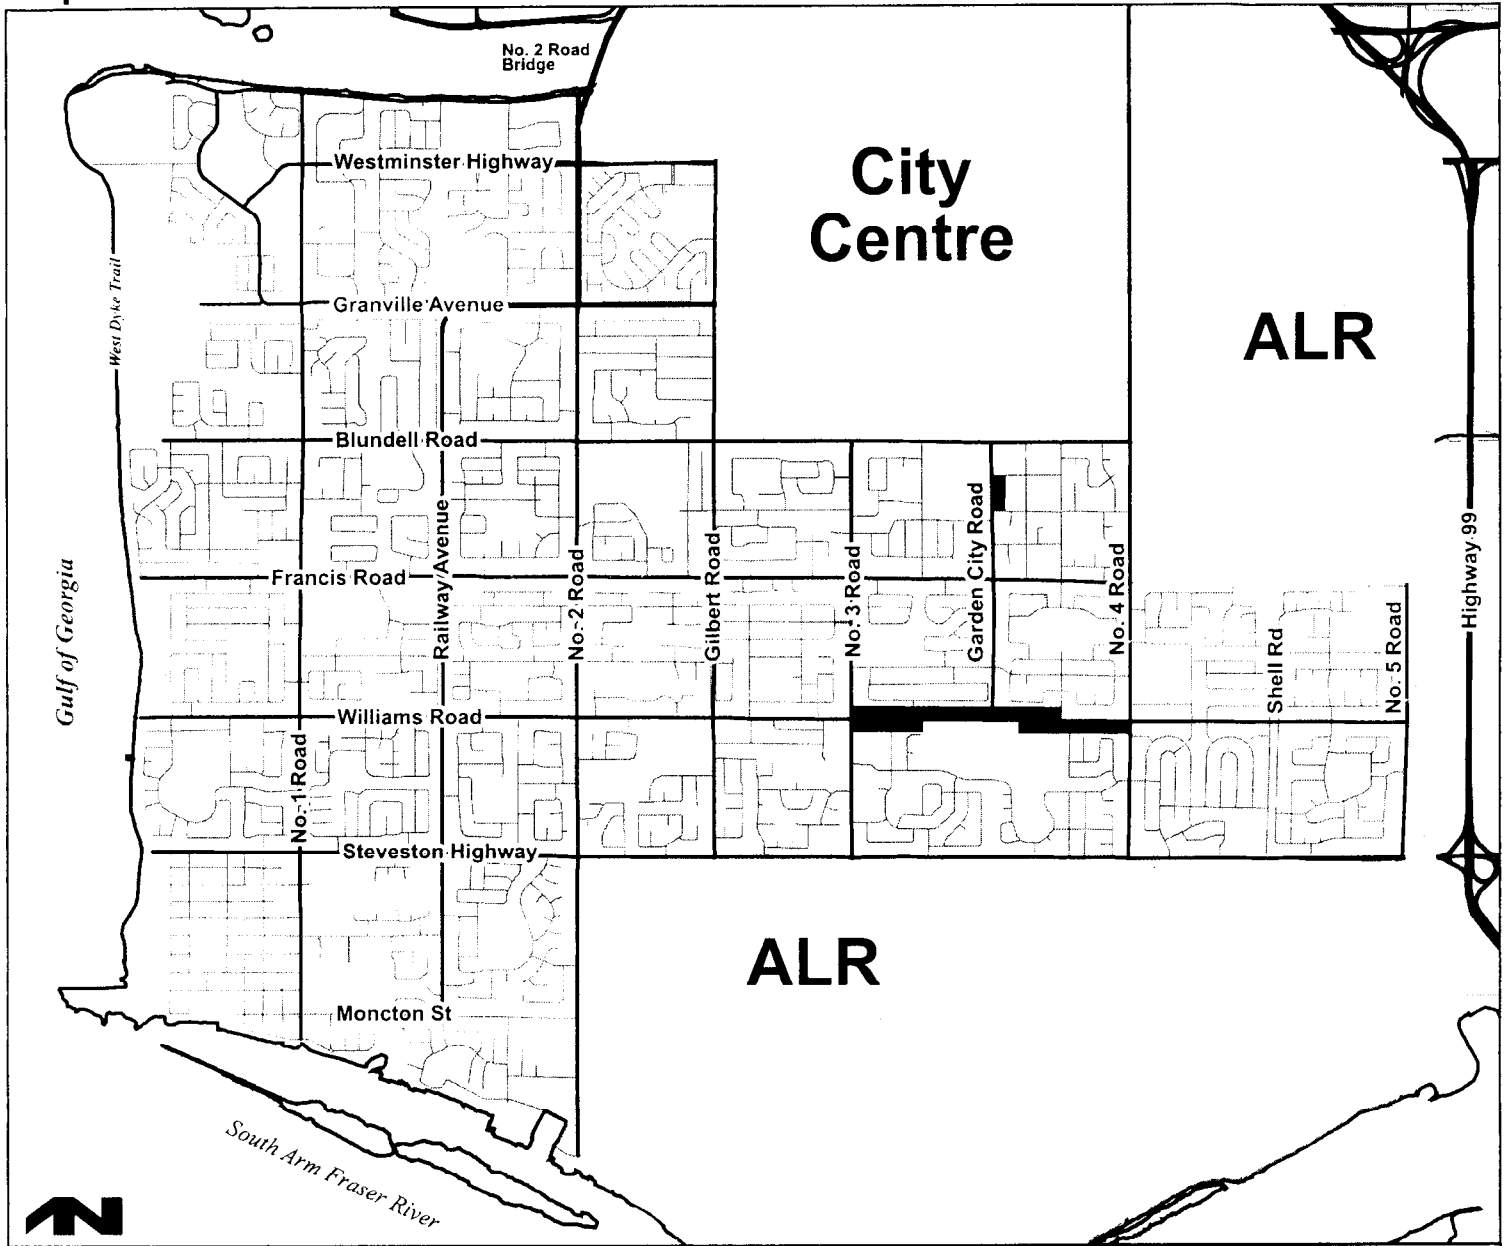 No. 2 Road
Bridge
City
Centre
Westminster Highway
West Dyke Trail
Granville Avenue
ALR
Blundell Road
Gulf of Georgia
Francis Road
Railway Avenue
No. 2 Road
Gilbert Road
No. 3 Road
Garden City Road
No. 4 Road
Shell Rd
No. 5 Road
Highway 99
Williams Road
No. 1 Road
Steveston Highway
ALR
Moncton St
South Arm Fraser River
N